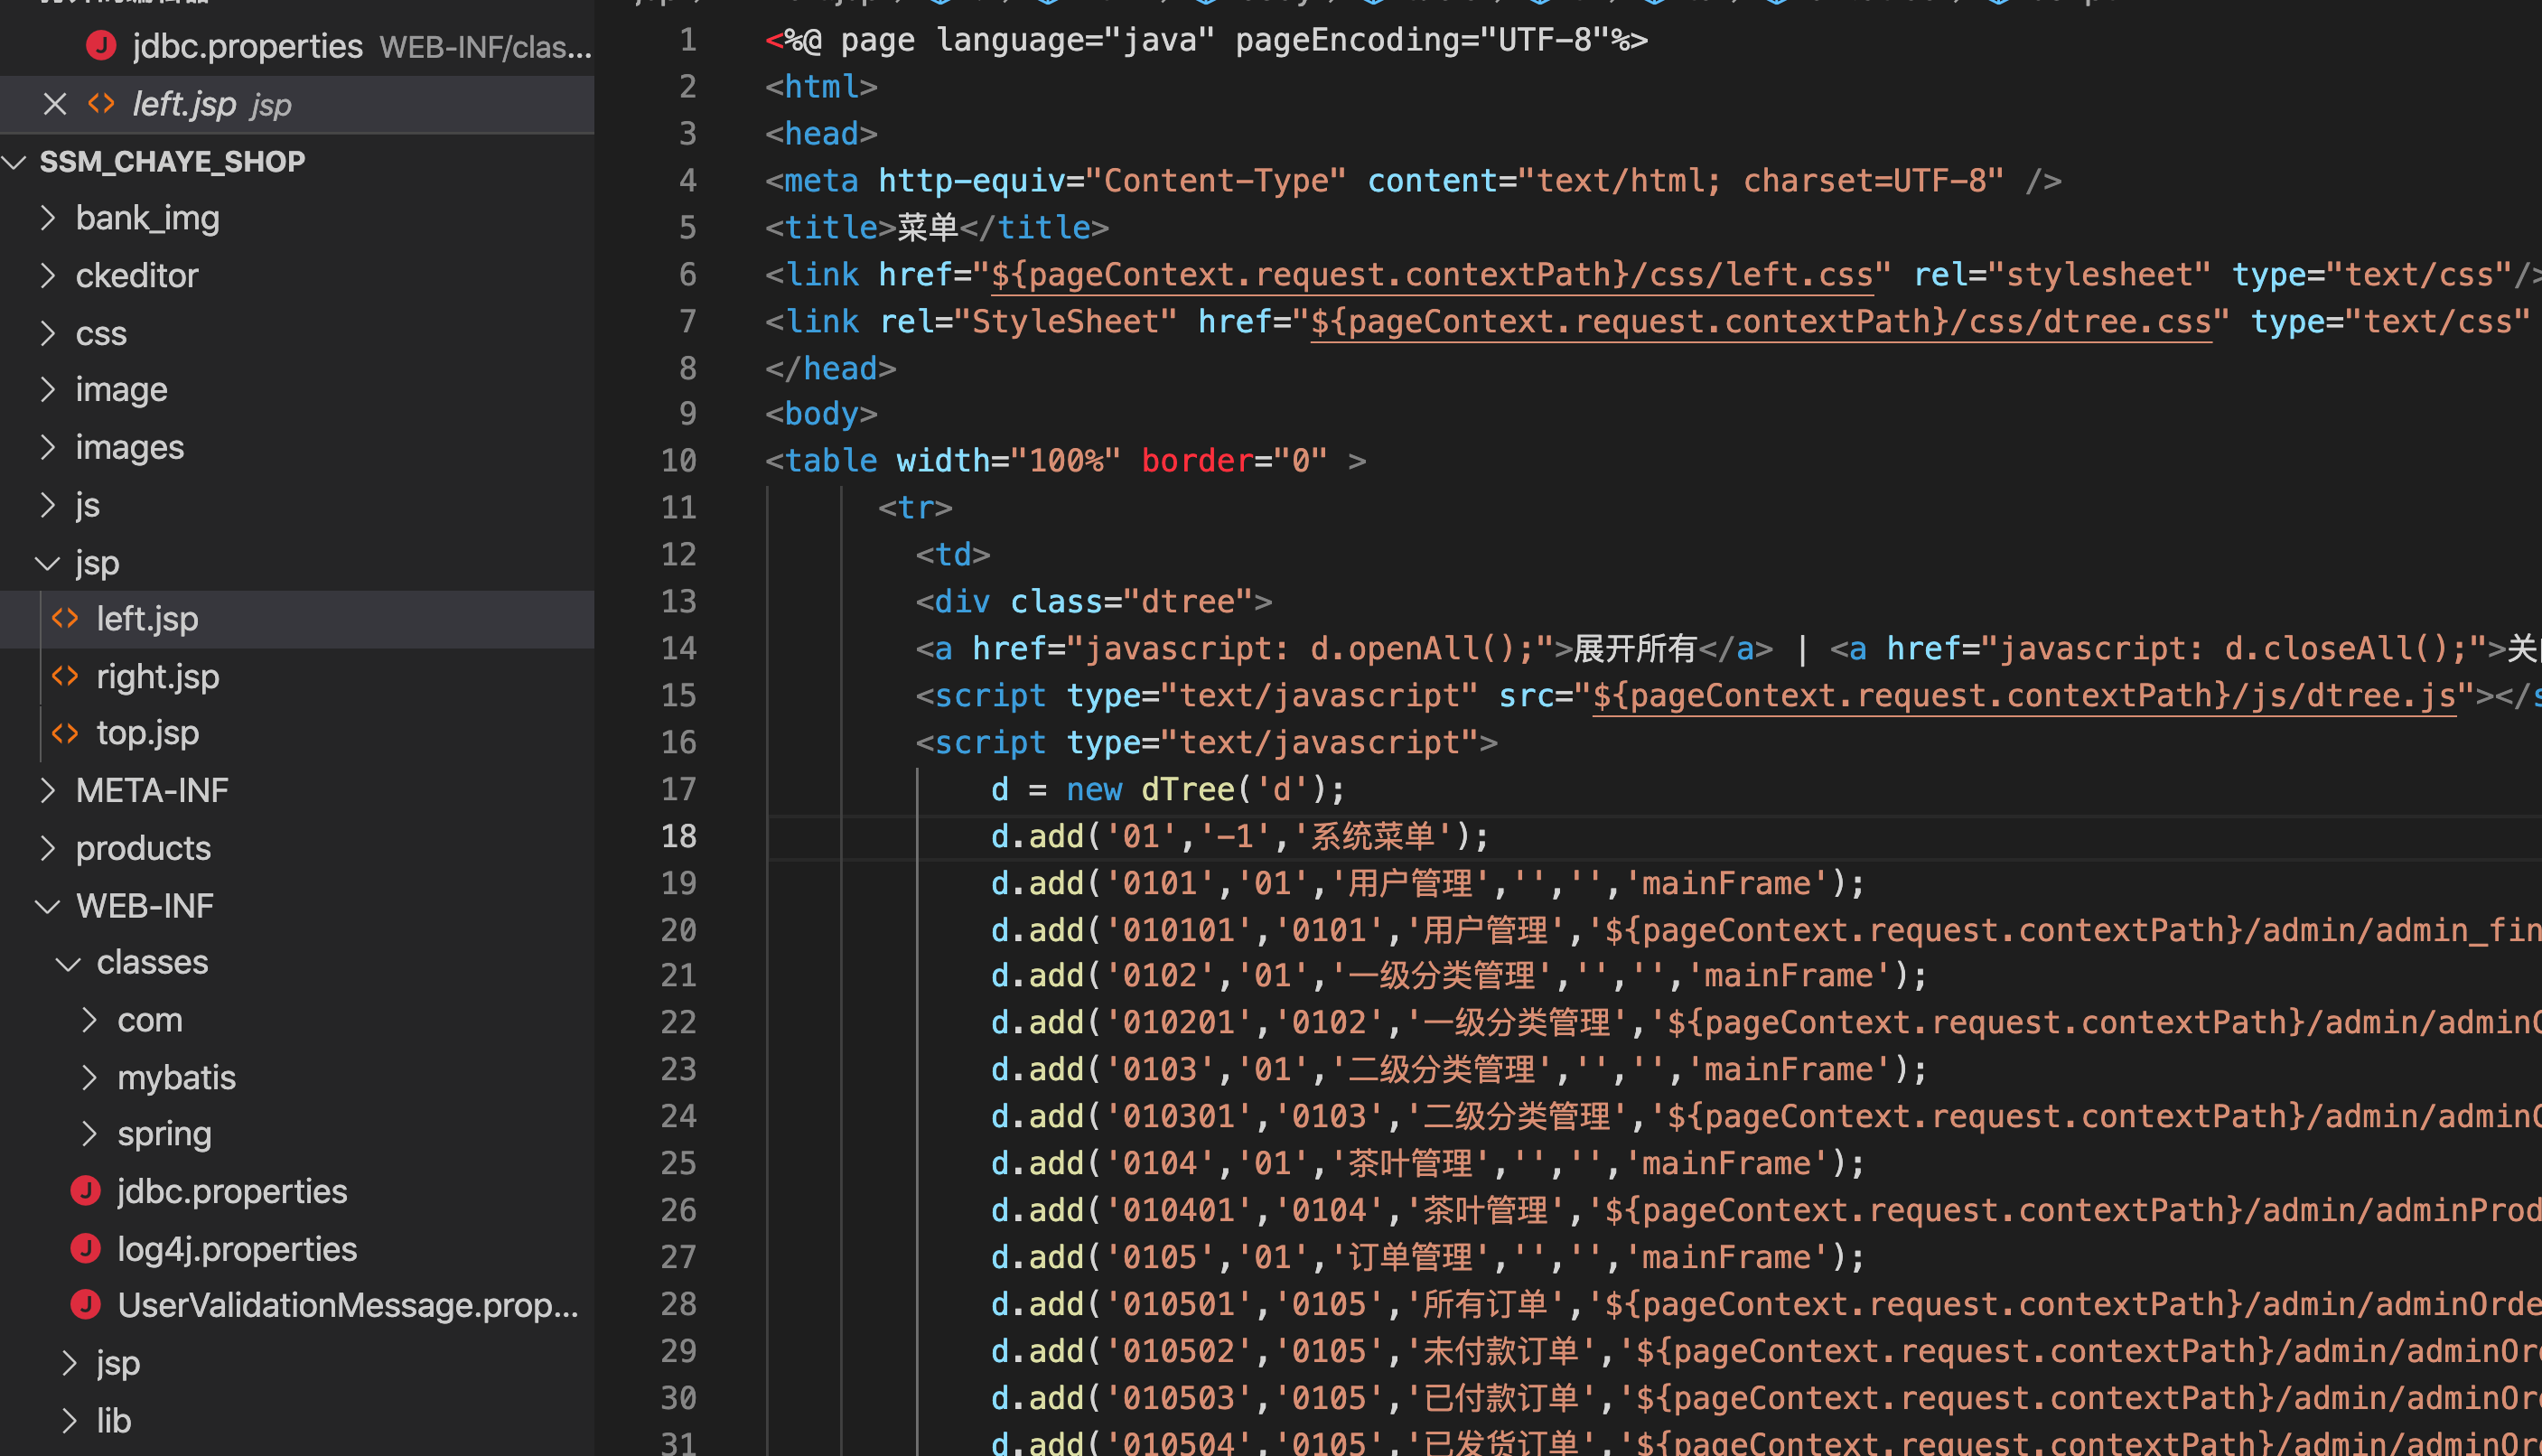 jdbc.properties WEB-INF/clas...
left.jsp jsp
SSM_CHAYE_SHOP
bank_img
ckeditor
css
image
images
js
jsp
left.jsp
right.jsp
top.jsp
META-INF
products
WEB-INF
classes
com
mybatis
spring
jdbc.properties
log4j.properties
UserValidationMessage.prop...
jsp
lib
1 <%@ page language="java" pageEncoding="UTF-8"%>
2 <html>
3 <head>
4 <meta http-equiv="Content-Type" content="text/html; charset=UTF-8" />
5 <title>菜单</title>
6 <link href="${pageContext.request.contextPath}/css/left.css" rel="stylesheet" type="text/css"/>
7 <link rel="StyleSheet" href="${pageContext.request.contextPath}/css/dtree.css" type="text/css"
8 </head>
9 <body>
10 <table width="100%" border="0" >
11 <tr>
12 <td>
13 <div class="dtree">
14 <a href="javascript: d.openAll();">展开所有</a> | <a href="javascript: d.closeAll();">关
15 <script type="text/javascript" src="${pageContext.request.contextPath}/js/dtree.js"></
16 <script type="text/javascript">
17 d = new dTree('d');
18 d.add('01','-1','系统菜单');
19 d.add('0101','01','用户管理','','','mainFrame');
20 d.add('010101','0101','用户管理','${pageContext.request.contextPath}/admin/admin_fin
21 d.add('0102','01','一级分类管理','','','mainFrame');
22 d.add('010201','0102','一级分类管理','${pageContext.request.contextPath}/admin/admin
23 d.add('0103','01','二级分类管理','','','mainFrame');
24 d.add('010301','0103','二级分类管理','${pageContext.request.contextPath}/admin/admin
25 d.add('0104','01','茶叶管理','','','mainFrame');
26 d.add('010401','0104','茶叶管理','${pageContext.request.contextPath}/admin/adminProd
27 d.add('0105','01','订单管理','','','mainFrame');
28 d.add('010501','0105','所有订单','${pageContext.request.contextPath}/admin/adminOrde
29 d.add('010502','0105','未付款订单','${pageContext.request.contextPath}/admin/adminOr
30 d.add('010503','0105','已付款订单','${pageContext.request.contextPath}/admin/adminOr
31 d.add('010504','0105','已发货订单','${pageContext.request.contextPath}/admin/adminOr